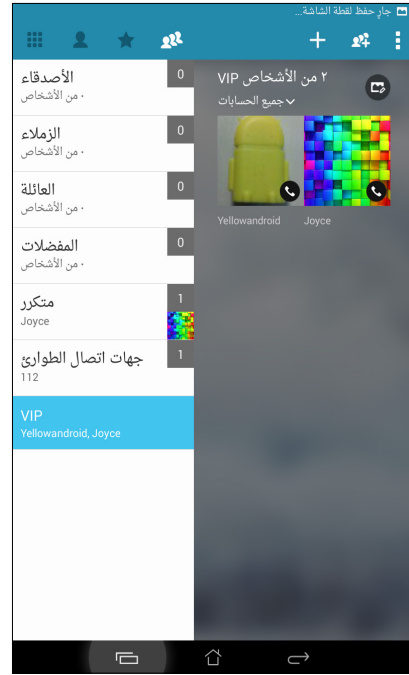 جارٍ حفظ لقطة الشاشة...
الأصدقاء
0
٠ من الأشخاص
الزملاء
0
٠ من الأشخاص
العائلة
0
٠ من الأشخاص
المفضلات
0
٠ من الأشخاص
متكرر
1
Joyce
جهات اتصال الطوارئ
1
112
VIP
Yellowandroid, Joyce
٢ من الأشخاص VIP
جميع الحسابات
Yellowandroid
Joyce